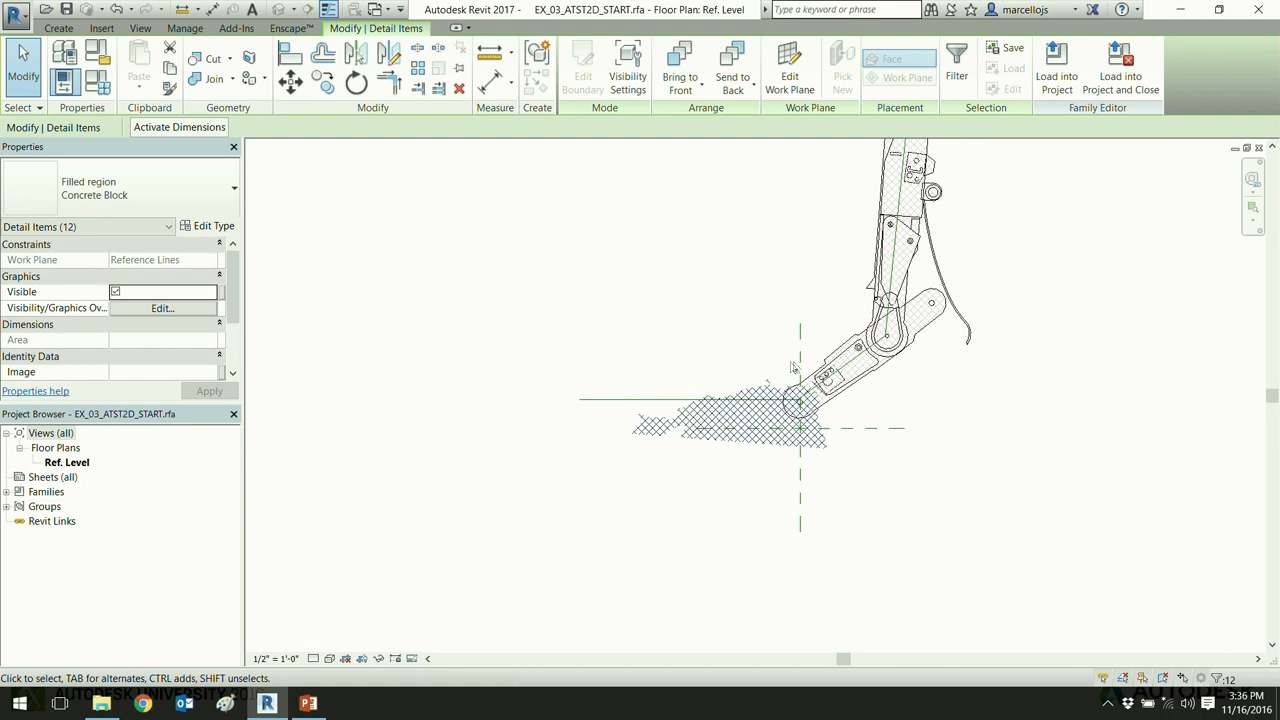 Autodesk Revit 2017 - EX_03_ATST2D_START.rfa - Floor Plan: Ref. Level
Type a keyword or phrase
marcellojs
Create Insert View Manage Add-Ins Enscape™ Modify | Detail Items
Modify
Paste
Cut
Join
Edit Boundary
Visibility Settings
Bring to Front
Send to Back
Edit Work Plane
Pick New
Face
Work Plane
Filter
Save
Load
Edit
Load into Project
Load into Project and Close
Select Properties Clipboard Geometry Modify Measure Create Mode Arrange Work Plane Placement Selection Family Editor
Modify | Detail Items Activate Dimensions
Properties
Filled region
Concrete Block
Detail Items (12) Edit Type
Constraints
Work Plane Reference Lines
Graphics
Visible
Visibility/Graphics Ov... Edit...
Dimensions
Area
Identity Data
Image
Properties help Apply
Project Browser - EX_03_ATST2D_START.rfa
Views (all)
Floor Plans
Ref. Level
Sheets (all)
Families
Groups
Revit Links
1/2" = 1'-0"
Click to select, TAB for alternates, CTRL adds, SHIFT unselects.
:12
3:36 PM
11/16/2016